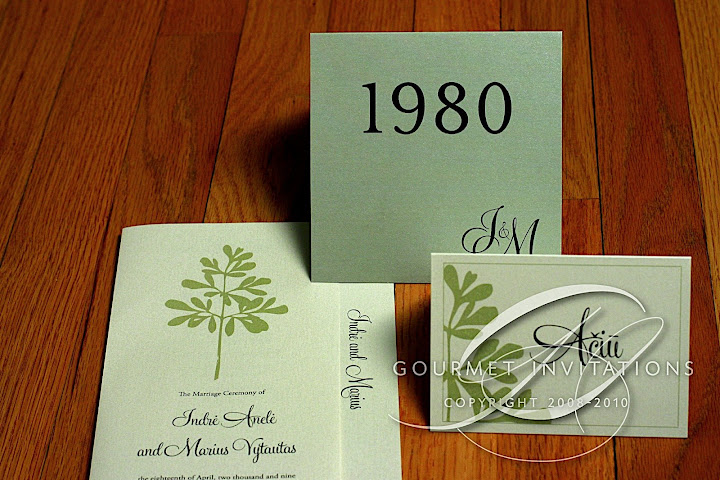 1980
I&M
The Marriage Ceremony of
Indrė Anelė
and Marius Vytautas
the eighteenth of April, two thousand and nine
Indrė and Marius
Ačiū
GOURMET INVITATIONS
COPYRIGHT 2008-2010